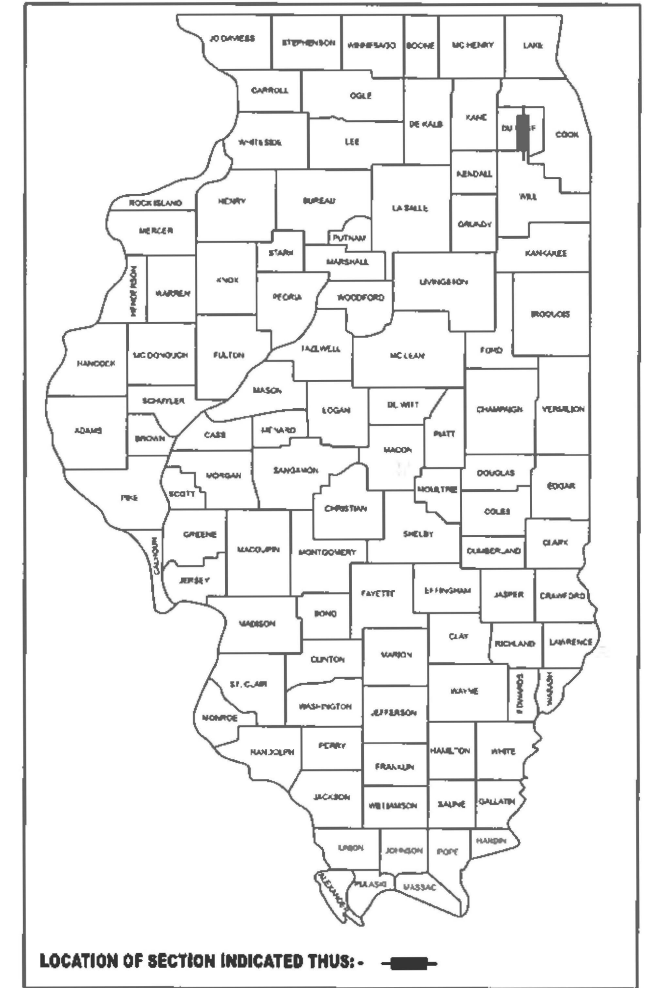 JO DAVIESS STEPHENSON WINNEBAGO BOONE MC HENRY LAKE
CARROLL OGLE DE KALB KANE COOK
WHITESIDE LEE
KENDALL WILL
ROCK ISLAND HENRY BUREAU LA SALLE GRUNDY
MERCER PUTNAM
STARK MARSHALL KANKAKEE
HENDERSON WARREN KNOX PEORIA WOODFORD LIVINGSTON IROQUOIS
HANCOCK MC DONOUGH FULTON TAZEWELL MC LEAN FORD
MASON
SCHUYLER LOGAN DE WITT CHAMPAIGN VERMILION
ADAMS BROWN CASS MENARD PIATT
MACON
PIKE SCOTT MORGAN SANGAMON MOULTRIE DOUGLAS EDGAR
CHRISTIAN COLES
CALHOUN GREENE MACOUPIN MONTGOMERY SHELBY CUMBERLAND CLARK
JERSEY
FAYETTE EFFINGHAM JASPER CRAWFORD
MADISON BOND
CLAY RICHLAND LAWRENCE
CLINTON MARION
ST. CLAIR WAYNE EDWARDS WABASH
MONROE WASHINGTON JEFFERSON
RANDOLPH PERRY HAMILTON WHITE
FRANKLIN
JACKSON WILLIAMSON SALINE GALLATIN
UNION JOHNSON POPE HARDIN
ALEXANDER PULASKI MASSAC
LOCATION OF SECTION INDICATED THUS: -